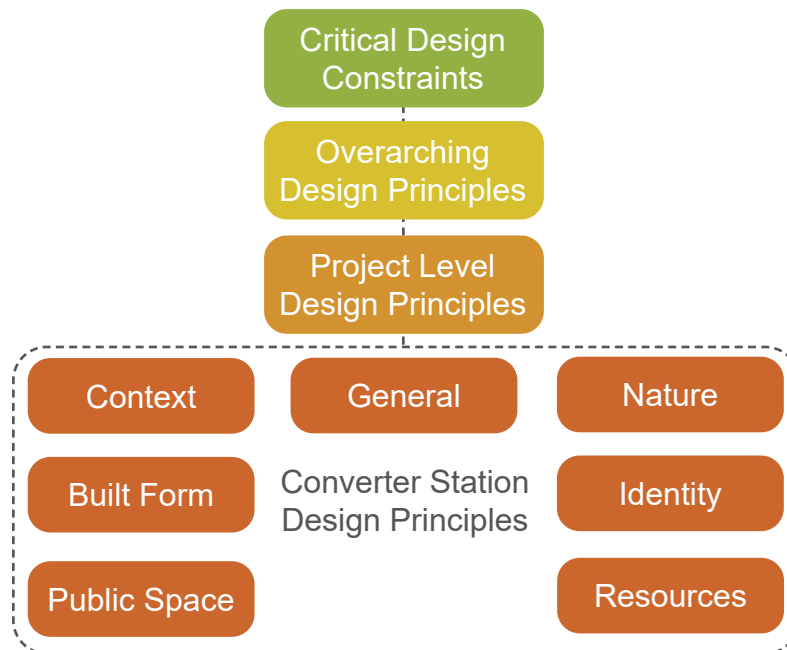 Critical Design
Constraints
Overarching
Design Principles
Project Level
Design Principles
Context
General
Nature
Built Form
Converter Station
Design Principles
Identity
Public Space
Resources